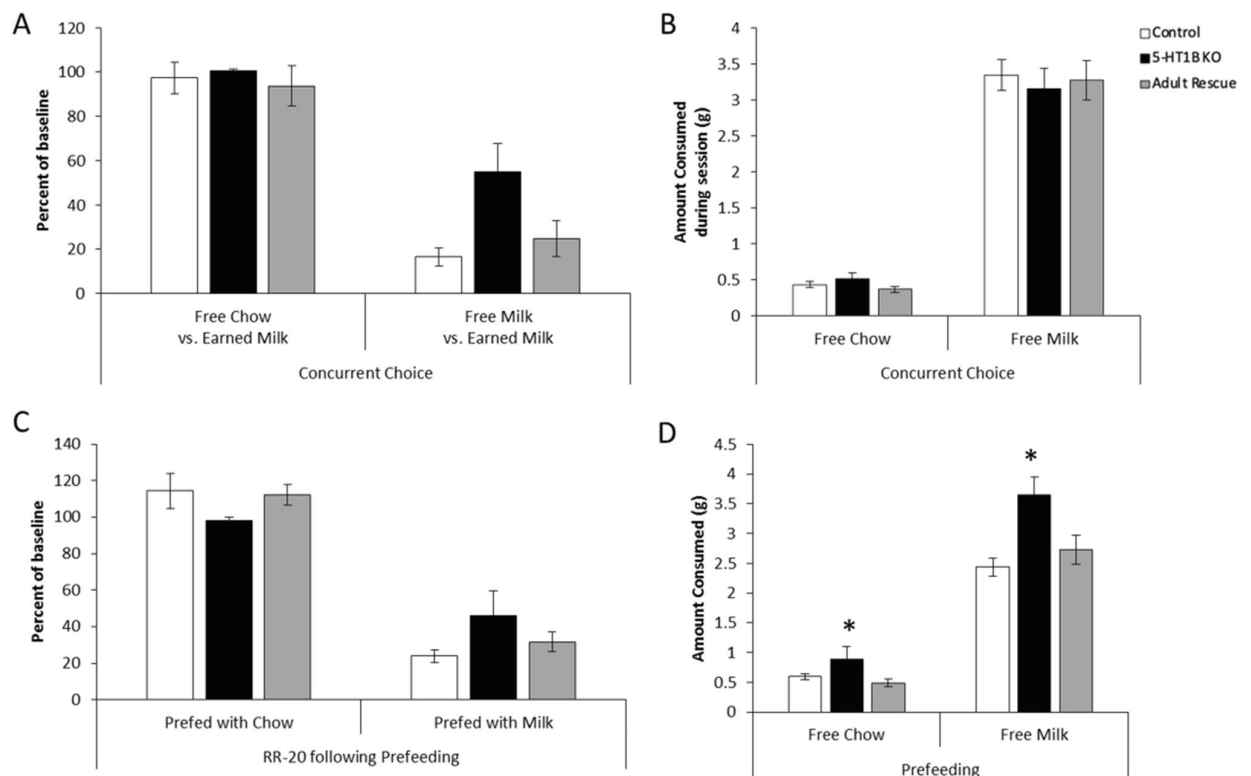 A
Percent of baseline
120
100
80
60
40
20
0
Free Chow
vs. Earned Milk
Free Milk
vs. Earned Milk
Concurrent Choice
B
Amount Consumed
during session (g)
4
3.5
3
2.5
2
1.5
1
0.5
0
Free Chow
Free Milk
Concurrent Choice
Control
5-HT1BKO
Adult Rescue
C
Percent of baseline
140
120
100
80
60
40
20
0
Prefed with Chow
Prefed with Milk
RR-20 following Prefeeding
D
Amount Consumed (g)
4.5
4
3.5
3
2.5
2
1.5
1
0.5
0
*
*
Free Chow
Free Milk
Prefeeding